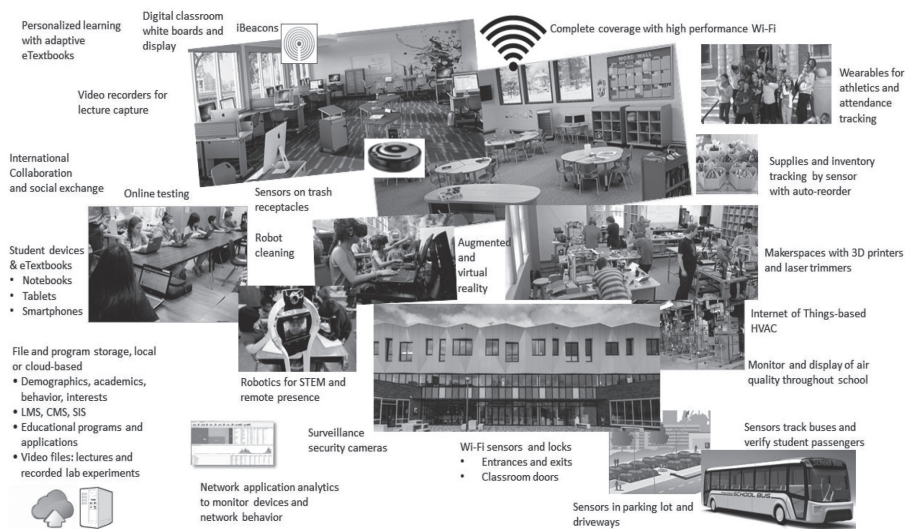 Personalized learning
with adaptive
eTextbooks
Digital classroom
white boards and
display
iBeacons
Complete coverage with high performance Wi-Fi
Video recorders for
lecture capture
Wearables for
athletics and
attendance
tracking
International
Collaboration
and social exchange
Online testing
Sensors on trash
receptacles
Supplies and inventory
tracking by sensor
with auto-reorder
Student devices
& eTextbooks
• Notebooks
• Tablets
• Smartphones
Robot
cleaning
Augmented
and
virtual
reality
Makerspaces with 3D printers
and laser trimmers
Internet of Things-based
HVAC
File and program storage, local
or cloud-based
• Demographics, academics,
behavior, interests
• LMS, CMS, SIS
• Educational programs and
applications
• Video files: lectures and
recorded lab experiments
Robotics for STEM and
remote presence
Monitor and display of air
quality throughout school
Surveillance
security cameras
Wi-Fi sensors and locks
• Entrances and exits
• Classroom doors
Sensors track buses and
verify student passengers
Network application analytics
to monitor devices and
network behavior
Sensors in parking lot and
driveways
SCHOOL BUS
WORD WALL